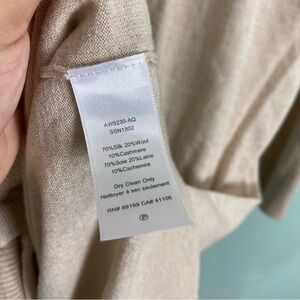 AW9230-AQ
SSN1802
70%Silk 20%Wool
10%Cashmere
70%Soie 20%Laine
10%Cachemire
Dry Clean Only
Nettoyer à sec seulement
RN# 89169 CA# 41106
P